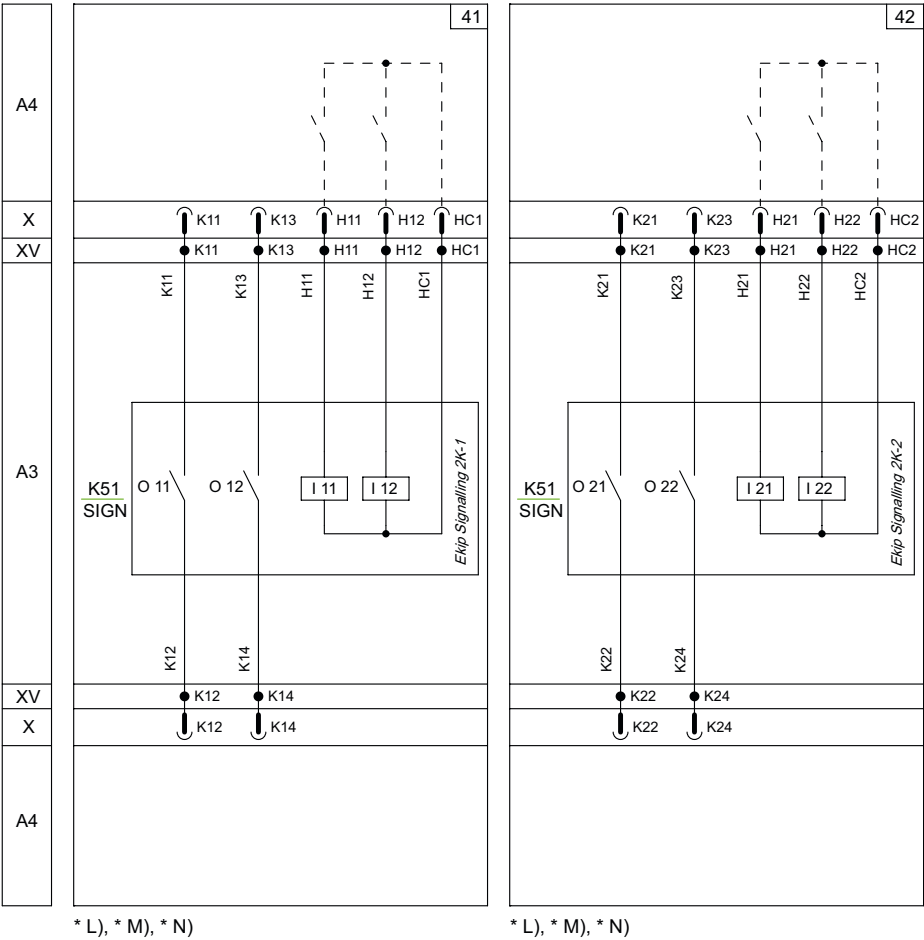 41
42
A4
X
K11 K13 H11 H12 HC1
K21 K23 H21 H22 HC2
XV
K11 K13 H11 H12 HC1
K21 K23 H21 H22 HC2
K11 K13 H11 H12 HC1
K21 K23 H21 H22 HC2
A3
K51
SIGN
O 11 O 12 I 11 I 12
Ekip Signalling 2K-1
K51
SIGN
O 21 O 22 I 21 I 22
Ekip Signalling 2K-2
K12 K14
K22 K24
XV
K12 K14
K22 K24
X
K12 K14
K22 K24
A4
* L), * M), * N)
* L), * M), * N)